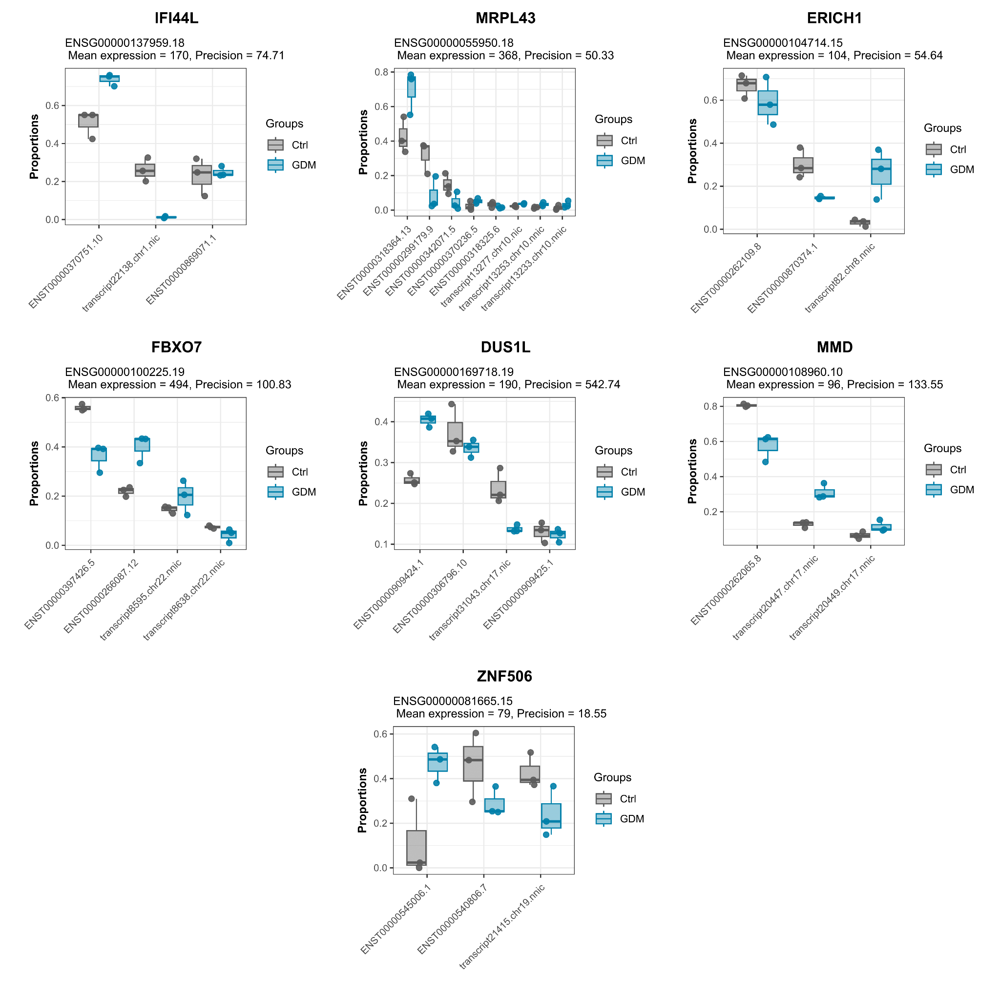 IFI44L
ENSG00000137959.18
Mean expression = 170, Precision = 74.71
Proportions
0.6
0.4
0.2
0.0
ENST00000370751.10
transcript22138.chr1.nic
ENST00000869071.1
Groups
Ctrl
GDM
MRPL43
ENSG00000055950.18
Mean expression = 368, Precision = 50.33
Proportions
0.8
0.6
0.4
0.2
0.0
ENST00000318364.13
ENST00000299179.9
ENST00000342071.5
ENST00000370236.5
ENST00000318325.6
transcript13277.chr10.nic
transcript13253.chr10.nnic
transcript13233.chr10.nnic
Groups
Ctrl
GDM
ERICH1
ENSG00000104714.15
Mean expression = 104, Precision = 54.64
Proportions
0.6
0.4
0.2
0.0
ENST00000262109.8
ENST00000870374.1
transcript82.chr8.nnic
Groups
Ctrl
GDM
FBXO7
ENSG00000100225.19
Mean expression = 494, Precision = 100.83
Proportions
0.6
0.4
0.2
0.0
ENST00000397426.5
ENST00000266087.12
transcript8595.chr22.nnic
transcript8638.chr22.nnic
Groups
Ctrl
GDM
DUS1L
ENSG00000169718.19
Mean expression = 190, Precision = 542.74
Proportions
0.4
0.3
0.2
0.1
ENST00000909424.1
ENST00000306796.10
transcript31043.chr17.nic
ENST00000909425.1
Groups
Ctrl
GDM
MMD
ENSG00000108960.10
Mean expression = 96, Precision = 133.55
Proportions
0.8
0.6
0.4
0.2
ENST00000262065.8
transcript20447.chr17.nnic
transcript20449.chr17.nnic
Groups
Ctrl
GDM
ZNF506
ENSG00000081665.15
Mean expression = 79, Precision = 18.55
Proportions
0.6
0.4
0.2
0.0
ENST00000545006.1
ENST00000540806.7
transcript21415.chr19.nnic
Groups
Ctrl
GDM